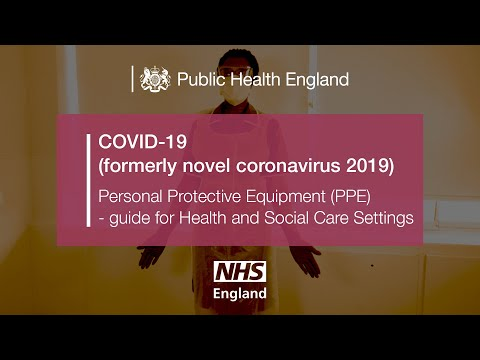 Public Health England
COVID-19
(formerly novel coronavirus 2019)
Personal Protective Equipment (PPE)
- guide for Health and Social Care Settings
NHS
England